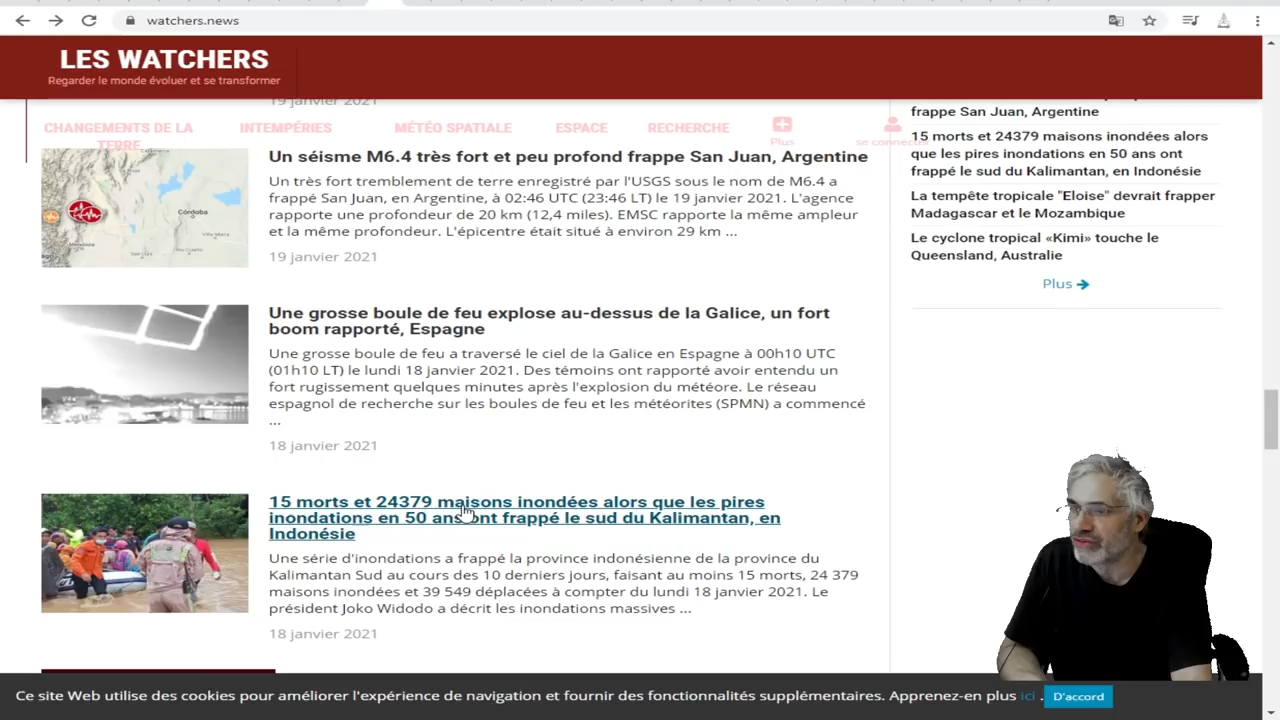 watchers.news
LES WATCHERS
Regarder le monde évoluer et se transformer
19 janvier 2021
CHANGEMENTS DE LA
TERRE
INTEMPÉRIES
MÉTÉO SPATIALE
ESPACE
RECHERCHE
Plus
se connecter
Un séisme M6.4 très fort et peu profond frappe San Juan, Argentine
Un très fort tremblement de terre enregistré par l'USGS sous le nom de M6.4 a
frappé San Juan, en Argentine, à 02:46 UTC (23:46 LT) le 19 janvier 2021. L'agence
rapporte une profondeur de 20 km (12,4 miles). EMSC rapporte la même ampleur
et la même profondeur. L'épicentre était situé à environ 29 km ...
19 janvier 2021
Córdoba
Une grosse boule de feu explose au-dessus de la Galice, un fort
boom rapporté, Espagne
Une grosse boule de feu a traversé le ciel de la Galice en Espagne à 00h10 UTC
(01h10 LT) le lundi 18 janvier 2021. Des témoins ont rapporté avoir entendu un
fort rugissement quelques minutes après l'explosion du météore. Le réseau
espagnol de recherche sur les boules de feu et les météorites (SPMN) a commencé
...
18 janvier 2021
15 morts et 24379 maisons inondées alors que les pires
inondations en 50 ans ont frappé le sud du Kalimantan, en
Indonésie
Une série d'inondations a frappé la province indonésienne de la province du
Kalimantan Sud au cours des 10 derniers jours, faisant au moins 15 morts, 24 379
maisons inondées et 39 549 déplacées à compter du lundi 18 janvier 2021. Le
président Joko Widodo a décrit les inondations massives ...
18 janvier 2021
frappe San Juan, Argentine
15 morts et 24379 maisons inondées alors
que les pires inondations en 50 ans ont
frappé le sud du Kalimantan, en Indonésie
La tempête tropicale "Eloise" devrait frapper
Madagascar et le Mozambique
Le cyclone tropical «Kimi» touche le
Queensland, Australie
Plus
Ce site Web utilise des cookies pour améliorer l'expérience de navigation et fournir des fonctionnalités supplémentaires. Apprenez-en plus ici . D'accord